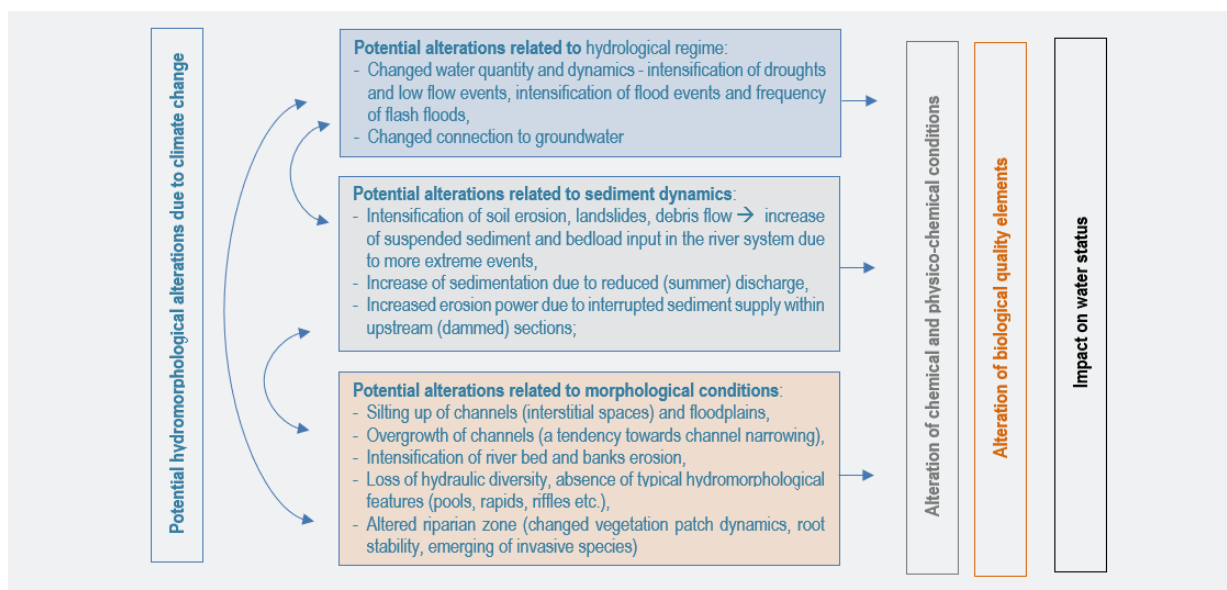 Potential hydromorphological alterations due to climate change
Potential alterations related to hydrological regime:
- Changed water quantity and dynamics - intensification of droughts
and low flow events, intensification of flood events and frequency
of flash floods,
- Changed connection to groundwater
Potential alterations related to sediment dynamics:
- Intensification of soil erosion, landslides, debris flow → increase
of suspended sediment and bedload input in the river system due
to more extreme events,
- Increase of sedimentation due to reduced (summer) discharge,
- Increased erosion power due to interrupted sediment supply within
upstream (dammed) sections;
Potential alterations related to morphological conditions:
- Silting up of channels (interstitial spaces) and floodplains,
- Overgrowth of channels (a tendency towards channel narrowing),
- Intensification of river bed and banks erosion,
- Loss of hydraulic diversity, absence of typical hydromorphological
features (pools, rapids, riffles etc.),
- Altered riparian zone (changed vegetation patch dynamics, root
stability, emerging of invasive species)
Alteration of chemical and physico-chemical conditions
Alteration of biological quality elements
Impact on water status